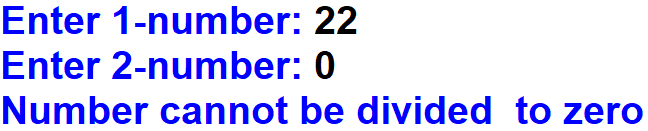 Enter 1-number: 22
Enter 2-number: 0
Number cannot be divided  to zero